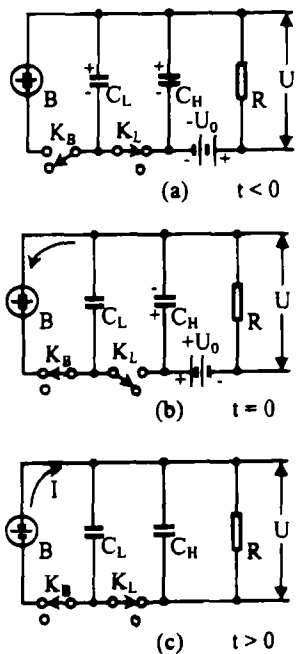 + +
B - C_L - C_H R U
K_B K_L -U_0
- +
(a) t < 0
-
B C_L + C_H R U
K_B K_L +U_0
+ -
(b) t = 0
I
B C_L C_H R U
K_B K_L
(c) t > 0